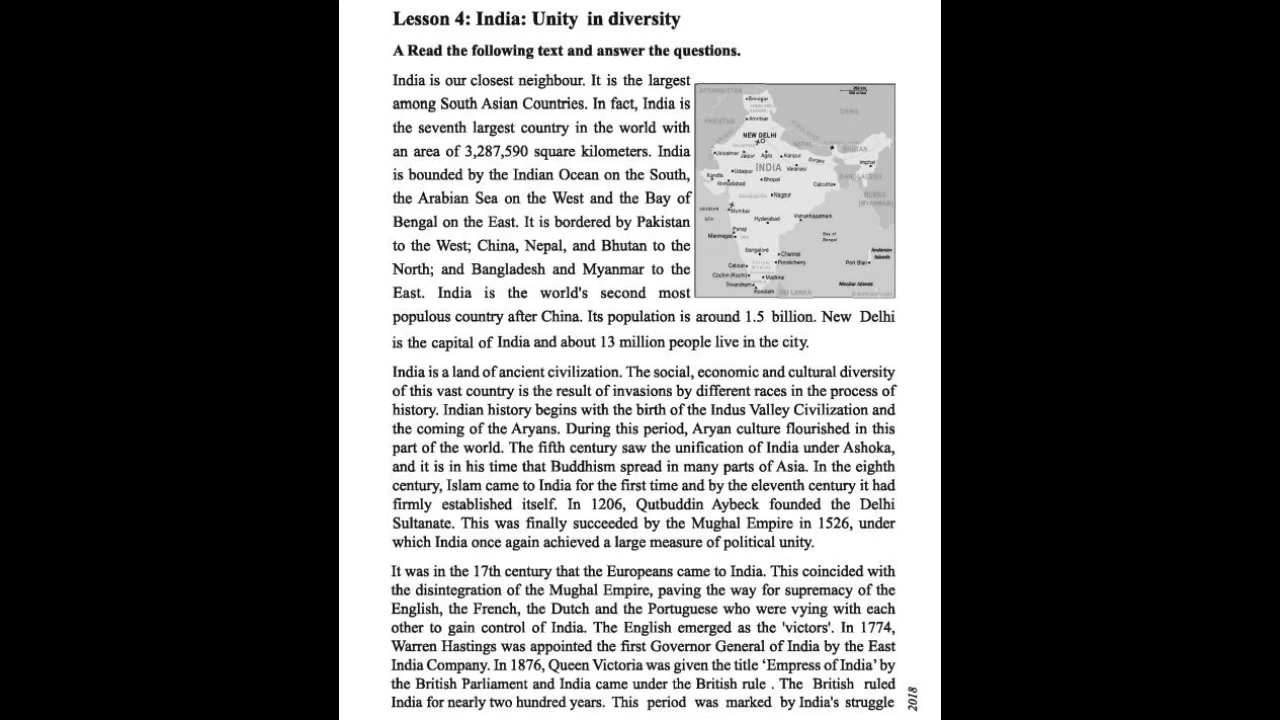 Lesson 4: India: Unity in diversity
A Read the following text and answer the questions.
India is our closest neighbour. It is the largest
among South Asian Countries. In fact, India is
the seventh largest country in the world with
an area of 3,287,590 square kilometers. India
is bounded by the Indian Ocean on the South,
the Arabian Sea on the West and the Bay of
Bengal on the East. It is bordered by Pakistan
to the West; China, Nepal, and Bhutan to the
North; and Bangladesh and Myanmar to the
East. India is the world's second most
AFGHANISTAN
Srinagar
CHINA
PAKISTAN
Amritsar
NEW DELHI
NEPAL
BHUTAN
Jaisalmer
Jaipur
Agra
Kanpur
Imphal
Udaipur
INDIA
Varanasi
BANGLADESH
Kandla
Ahmadabad
Bhopal
Calcutta
Nagpur
BURMA
(MYANMAR)
Mumbai
Hyderabad
Vishakhapatnam
Panaji
Bay of
Bengal
Bangalore
Chennai
Andaman
Islands
Calicut
Pondicherry
Port Blair
Cochin (Kochi)
Madurai
Trivandrum
Kovalam
SRI LANKA
Nicobar Islands
populous country after China. Its population is around 1.5 billion. New Delhi
is the capital of India and about 13 million people live in the city.
India is a land of ancient civilization. The social, economic and cultural diversity
of this vast country is the result of invasions by different races in the process of
history. Indian history begins with the birth of the Indus Valley Civilization and
the coming of the Aryans. During this period, Aryan culture flourished in this
part of the world. The fifth century saw the unification of India under Ashoka,
and it is in his time that Buddhism spread in many parts of Asia. In the eighth
century, Islam came to India for the first time and by the eleventh century it had
firmly established itself. In 1206, Qutbuddin Aybeck founded the Delhi
Sultanate. This was finally succeeded by the Mughal Empire in 1526, under
which India once again achieved a large measure of political unity.
It was in the 17th century that the Europeans came to India. This coincided with
the disintegration of the Mughal Empire, paving the way for supremacy of the
English, the French, the Dutch and the Portuguese who were vying with each
other to gain control of India. The English emerged as the 'victors'. In 1774,
Warren Hastings was appointed the first Governor General of India by the East
India Company. In 1876, Queen Victoria was given the title ‘Empress of India’ by
the British Parliament and India came under the British rule . The British ruled
India for nearly two hundred years. This period was marked by India's struggle
2018